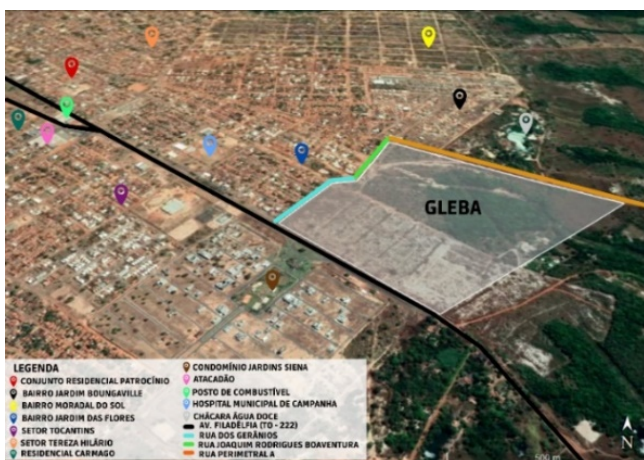 GLEBA
LEGENDA
CONJUNTO RESIDENCIAL PATROCÍNIO
BAIRRO JARDIM BOUNGAVILLE
BAIRRO MORADAL DO SOL
BAIRRO JARDIM DAS FLORES
SETOR TOCANTINS
SETOR TEREZA HILÁRIO
RESIDENCIAL CARMAGO
CONDOMÍNIO JARDINS SIENA
ATACADÃO
POSTO DE COMBUSTÍVEL
HOSPITAL MUNICIPAL DE CAMPANHA
CHÁCARA ÁGUA DOCE
AV. FILADÉLFIA (TO - 222)
RUA DOS GERÂNIOS
RUA JOAQUIM RODRIGUES BOAVENTURA
RUA PERIMETRAL A
500 m
N